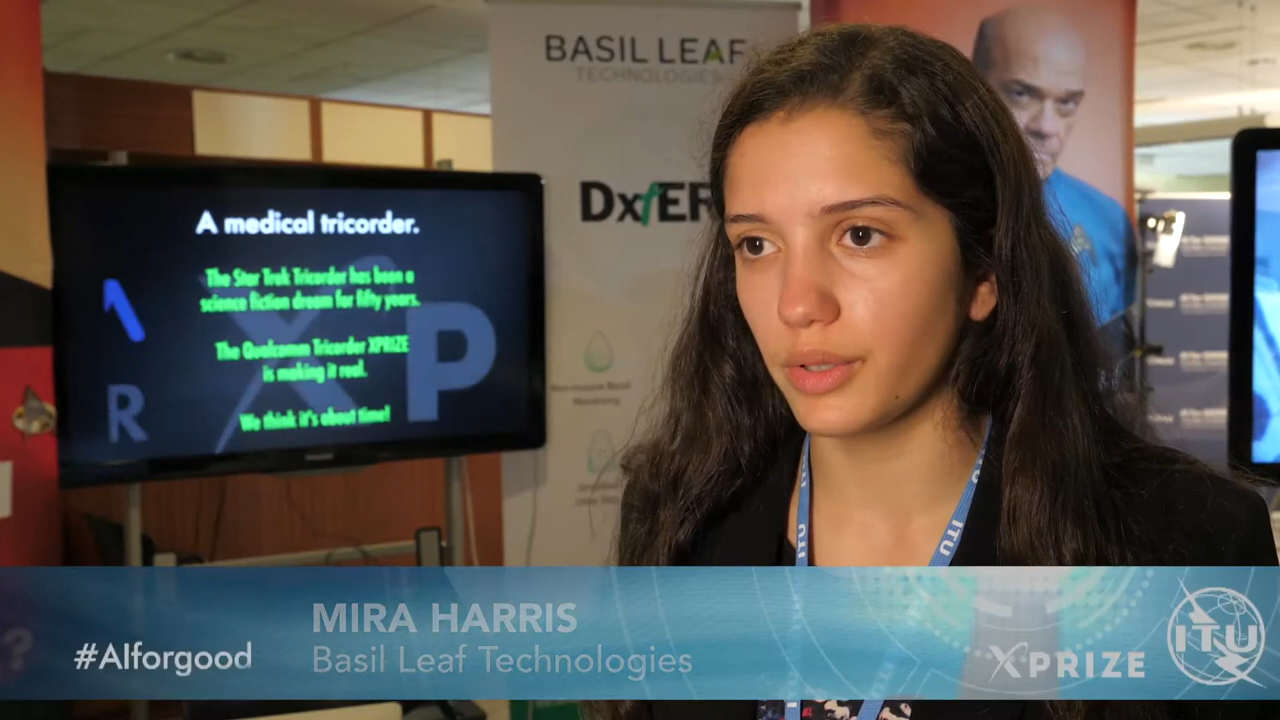 BASIL LEAF
TECHNOLOGIES
DxtER
A medical tricorder.
The Star Trek Tricorder has been a
science fiction dream for fifty years.
The Qualcomm Tricorder XPRIZE
is making it real.
We think it's about time!
X P
R
ITU
ITU
MIRA HARRIS
#AIforgood
Basil Leaf Technologies
XPRIZE
ITU